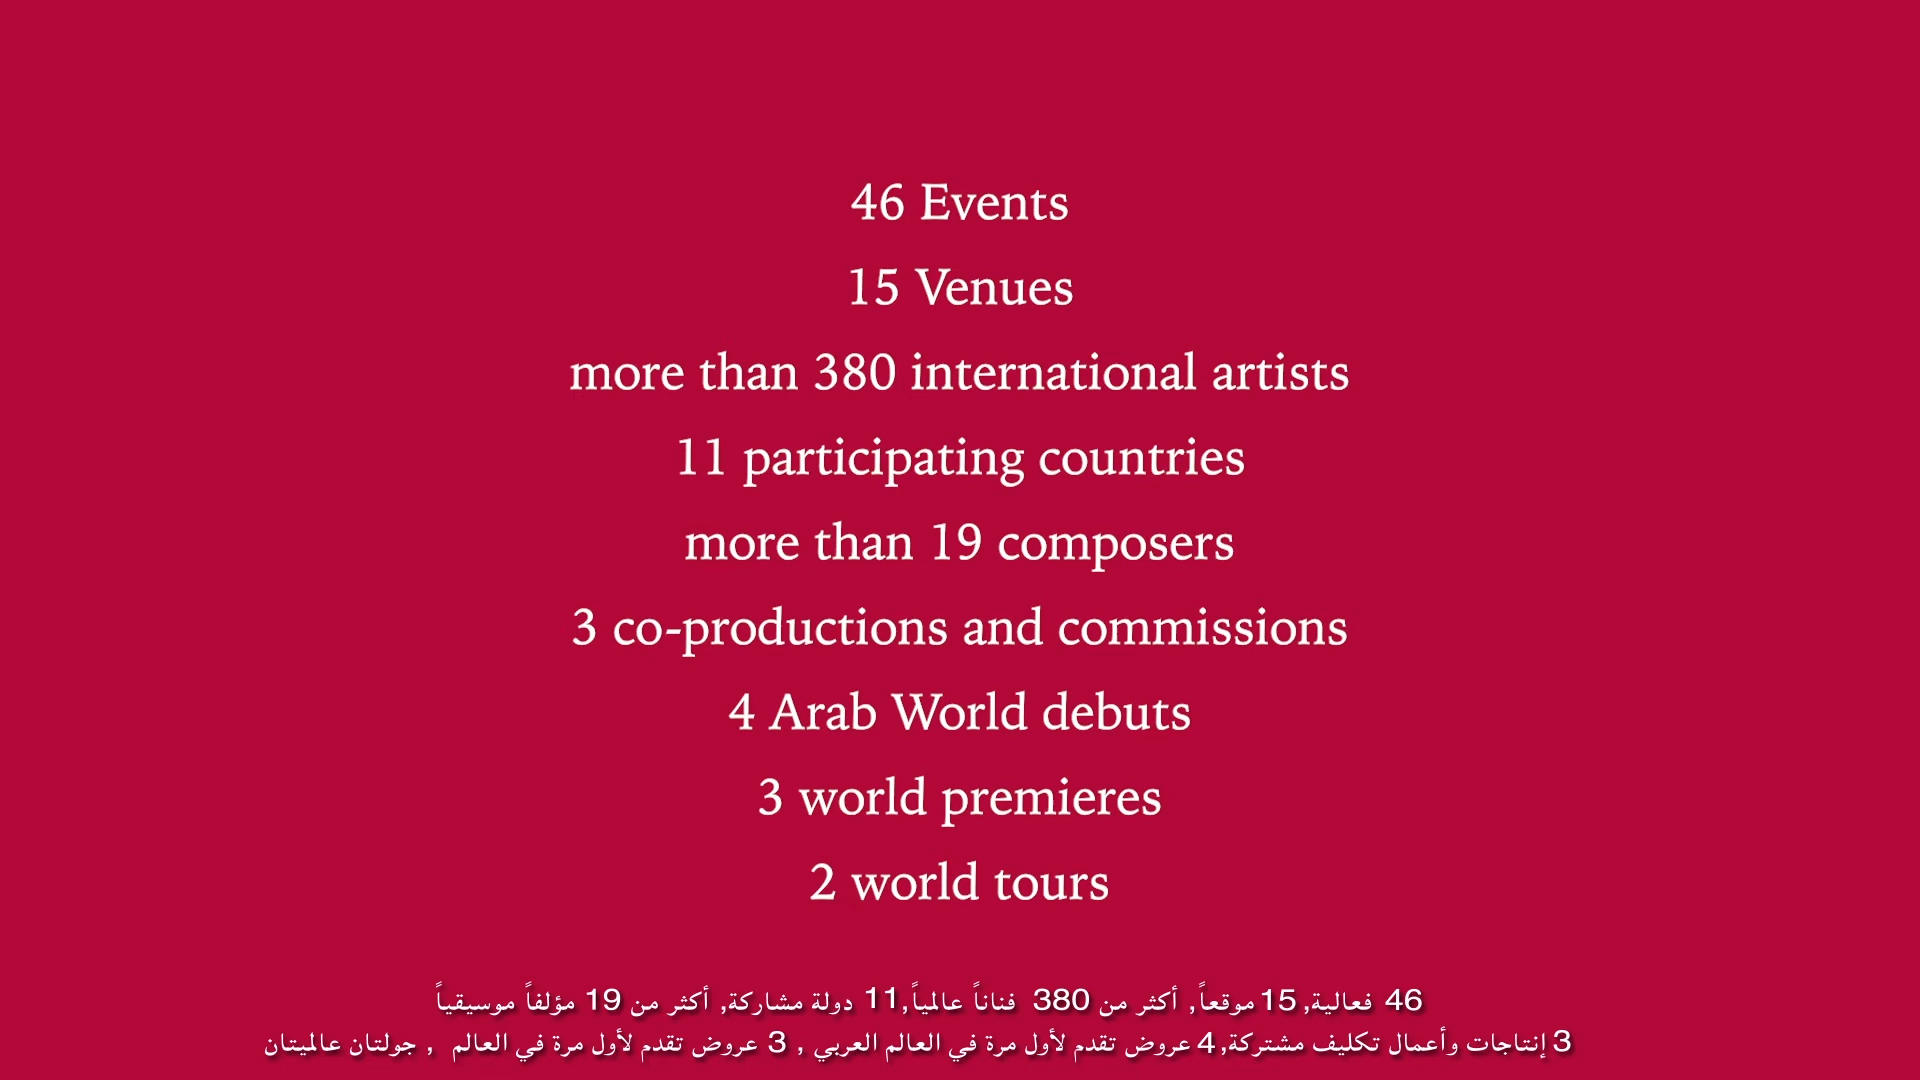 46 Events
15 Venues
more than 380 international artists
11 participating countries
more than 19 composers
3 co-productions and commissions
4 Arab World debuts
3 world premieres
2 world tours
46 فعالية, 15 موقعاً, أكثر من 380 فناناً عالمياً,11 دولة مشاركة, أكثر من 19 مؤلفاً موسيقياً
3 إنتاجات وأعمال تكليف مشتركة, 4 عروض تقدم لأول مرة في العالم العربي , 3 عروض تقدم لأول مرة في العالم , جولتان عالميتان